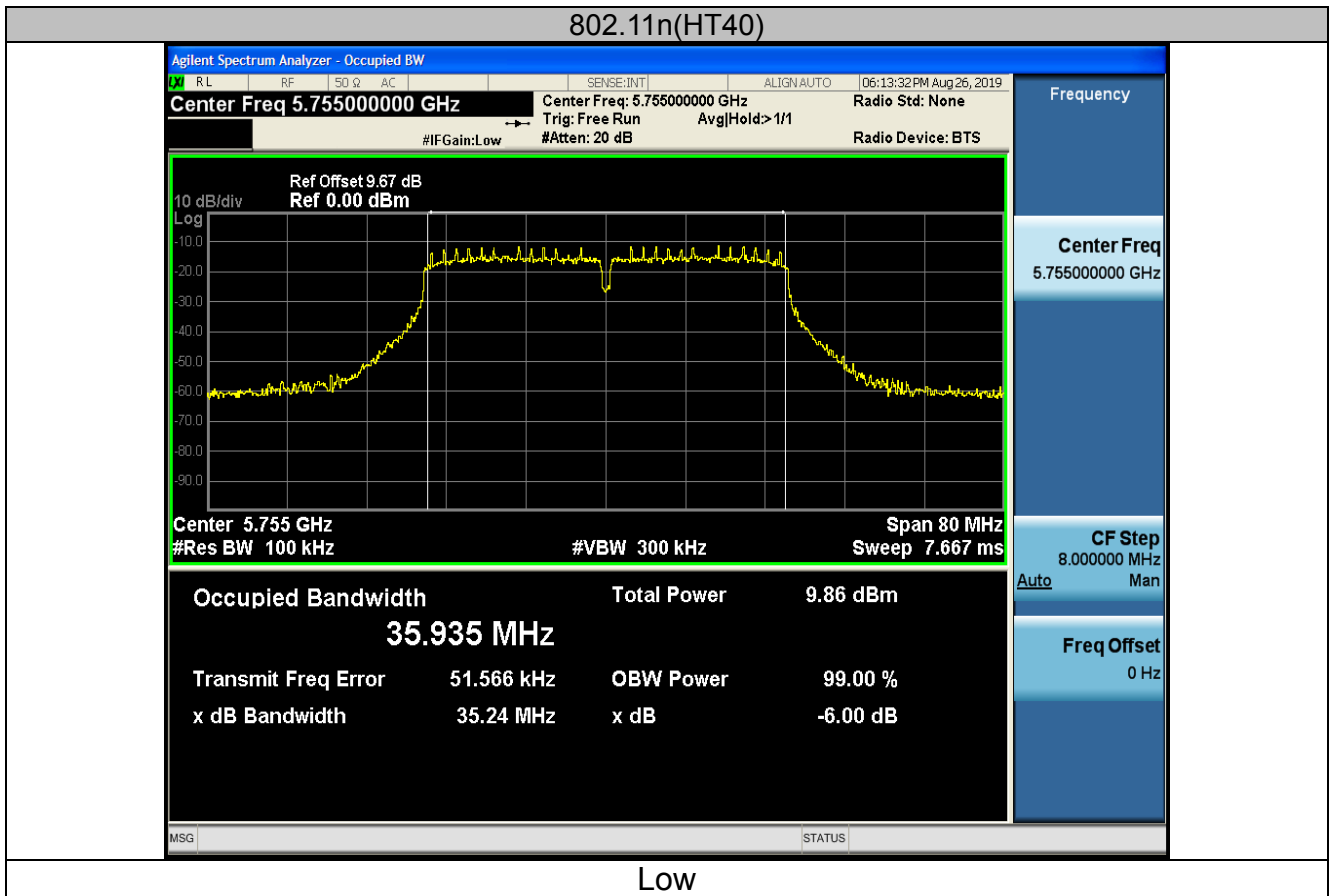 802.11n(HT40)
Agilent Spectrum Analyzer - Occupied BW
LXI RL RF 50 Ω AC SENSE:INT ALIGN AUTO 06:13:32 PM Aug 26, 2019
Center Freq 5.755000000 GHz
Center Freq: 5.755000000 GHz
Radio Std: None
Trig: Free Run Avg|Hold:> 1/1
#IFGain:Low
#Atten: 20 dB
Radio Device: BTS
Frequency
Ref Offset 9.67 dB
10 dB/div Ref 0.00 dBm
Log
-10.0
-20.0
-30.0
-40.0
-50.0
-60.0
-70.0
-80.0
-90.0
Center 5.755 GHz Span 80 MHz
#Res BW 100 kHz #VBW 300 kHz Sweep 7.667 ms
Center Freq
5.755000000 GHz
CF Step
8.000000 MHz
Auto Man
Freq Offset
0 Hz
Occupied Bandwidth Total Power 9.86 dBm
35.935 MHz
Transmit Freq Error 51.566 kHz OBW Power 99.00 %
x dB Bandwidth 35.24 MHz x dB -6.00 dB
MSG STATUS
Low